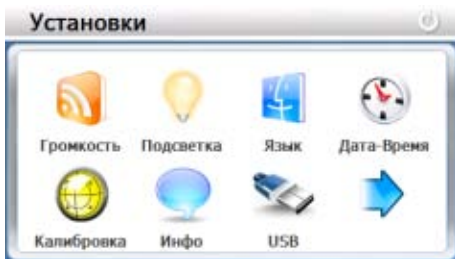 Установки
Громкость Подсветка Язык Дата-Время
Калибровка Инфо USB